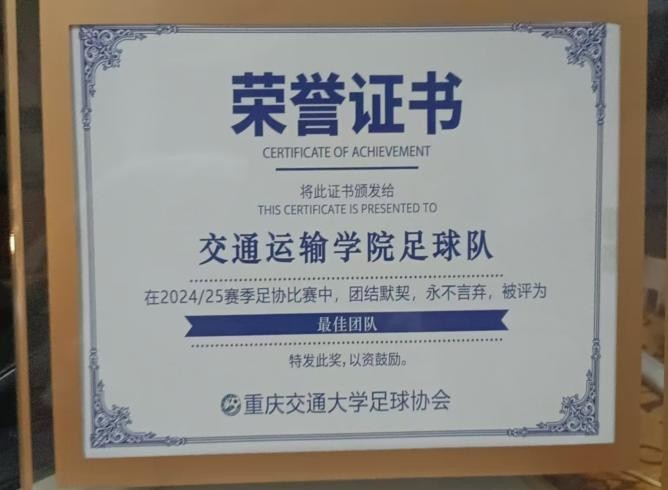 荣誉证书
CERTIFICATE OF ACHIEVEMENT
将此证书颁发给
THIS CERTIFICATE IS PRESENTED TO
交通运输学院足球队
在2024/25赛季足协比赛中，团结默契，永不言弃，被评为
最佳团队
特发此奖，以资鼓励。
重庆交通大学足球协会